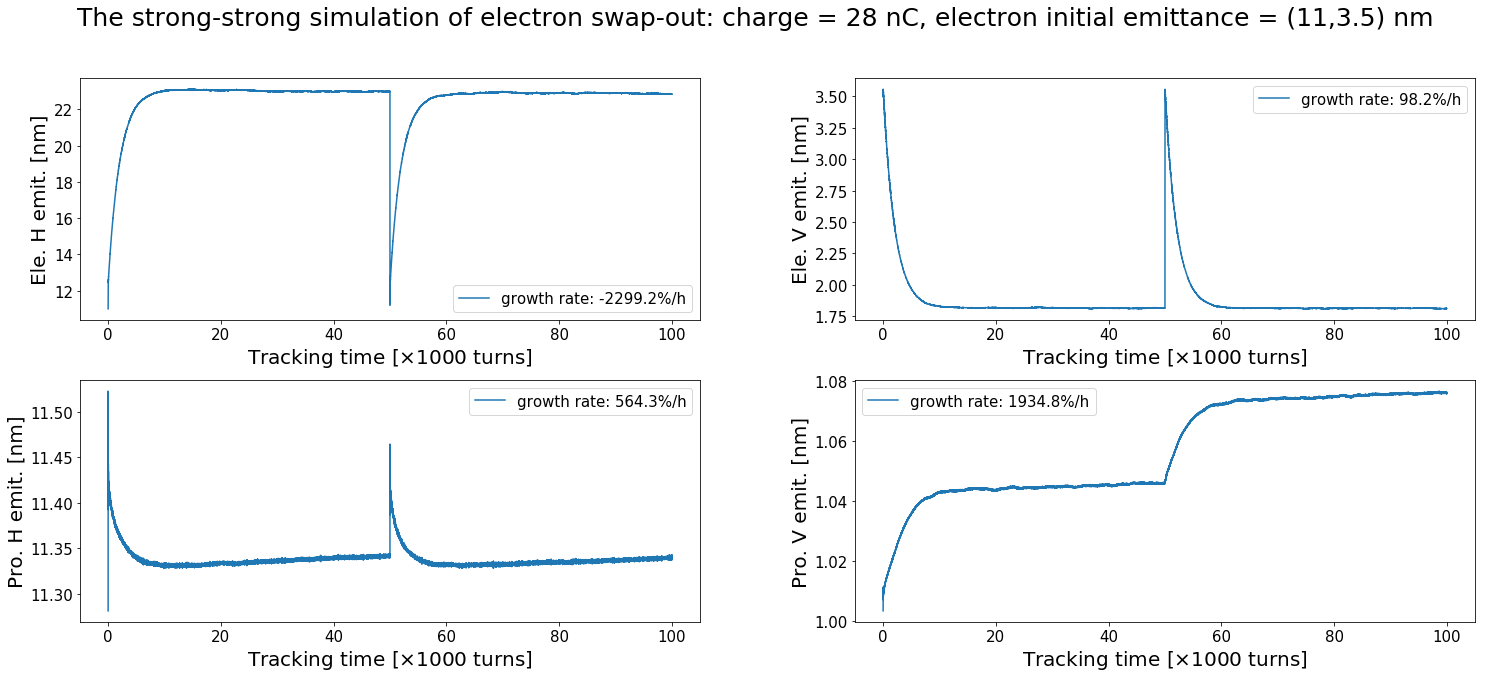 The strong-strong simulation of electron swap-out: charge = 28 nC, electron initial emittance = (11,3.5) nm
Ele. H emit. [nm]
22
20
18
16
14
12
growth rate: -2299.2%/h
0 20 40 60 80 100
Tracking time [×1000 turns]
Ele. V emit. [nm]
3.50
3.25
3.00
2.75
2.50
2.25
2.00
1.75
growth rate: 98.2%/h
0 20 40 60 80 100
Tracking time [×1000 turns]
Pro. H emit. [nm]
11.50
11.45
11.40
11.35
11.30
growth rate: 564.3%/h
0 20 40 60 80 100
Tracking time [×1000 turns]
Pro. V emit. [nm]
1.08
1.06
1.04
1.02
1.00
growth rate: 1934.8%/h
0 20 40 60 80 100
Tracking time [×1000 turns]